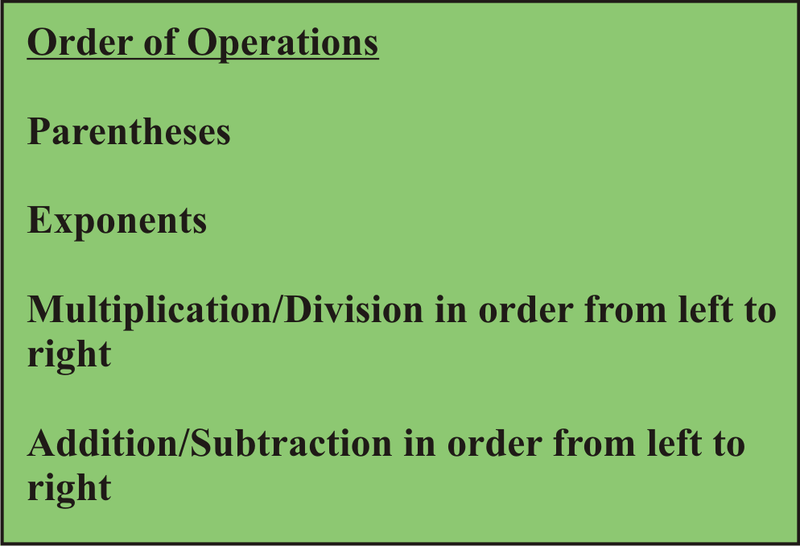 Order of Operations
Parentheses
Exponents
Multiplication/Division in order from left to
right
Addition/Subtraction in order from left to
right